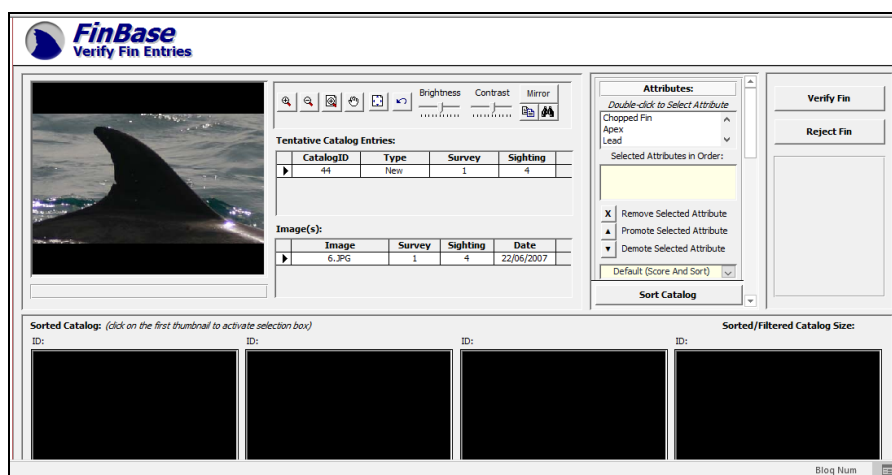 FinBase
Verify Fin Entries
Brightness
Contrast
Mirror
Tentative Catalog Entries:
CatalogID Type Survey Sighting
44 New 1 4
Image(s):
Image Survey Sighting Date
6.JPG 1 4 22/06/2007
Attributes:
Double-click to Select Attribute
Chopped Fin
Apex
Lead
Selected Attributes in Order:
X Remove Selected Attribute
Promote Selected Attribute
Demote Selected Attribute
Default (Score And Sort)
Sort Catalog
Verify Fin
Reject Fin
Sorted Catalog: (click on the first thumbnail to activate selection box)
Sorted/Filtered Catalog Size:
ID: ID: ID: ID:
Bloq Num